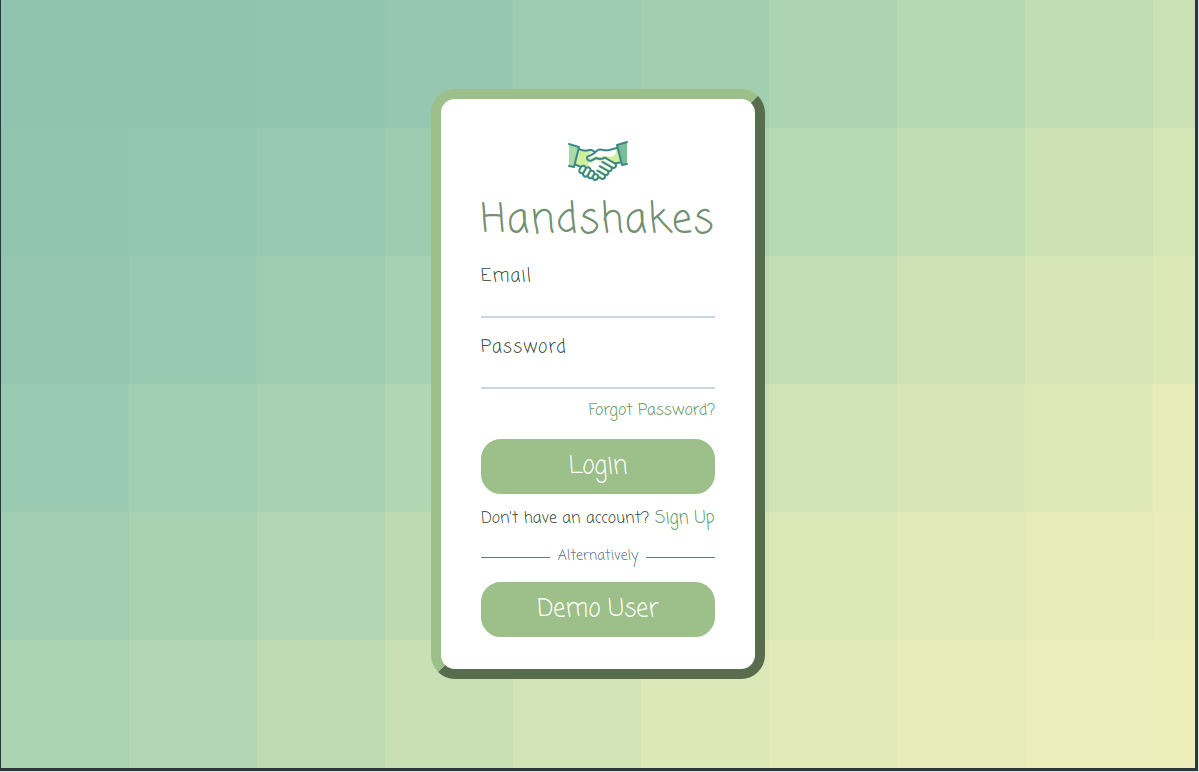 Handshakes
Email
Password
Forgot Password?
Login
Don't have an account? Sign Up
Alternatively
Demo User